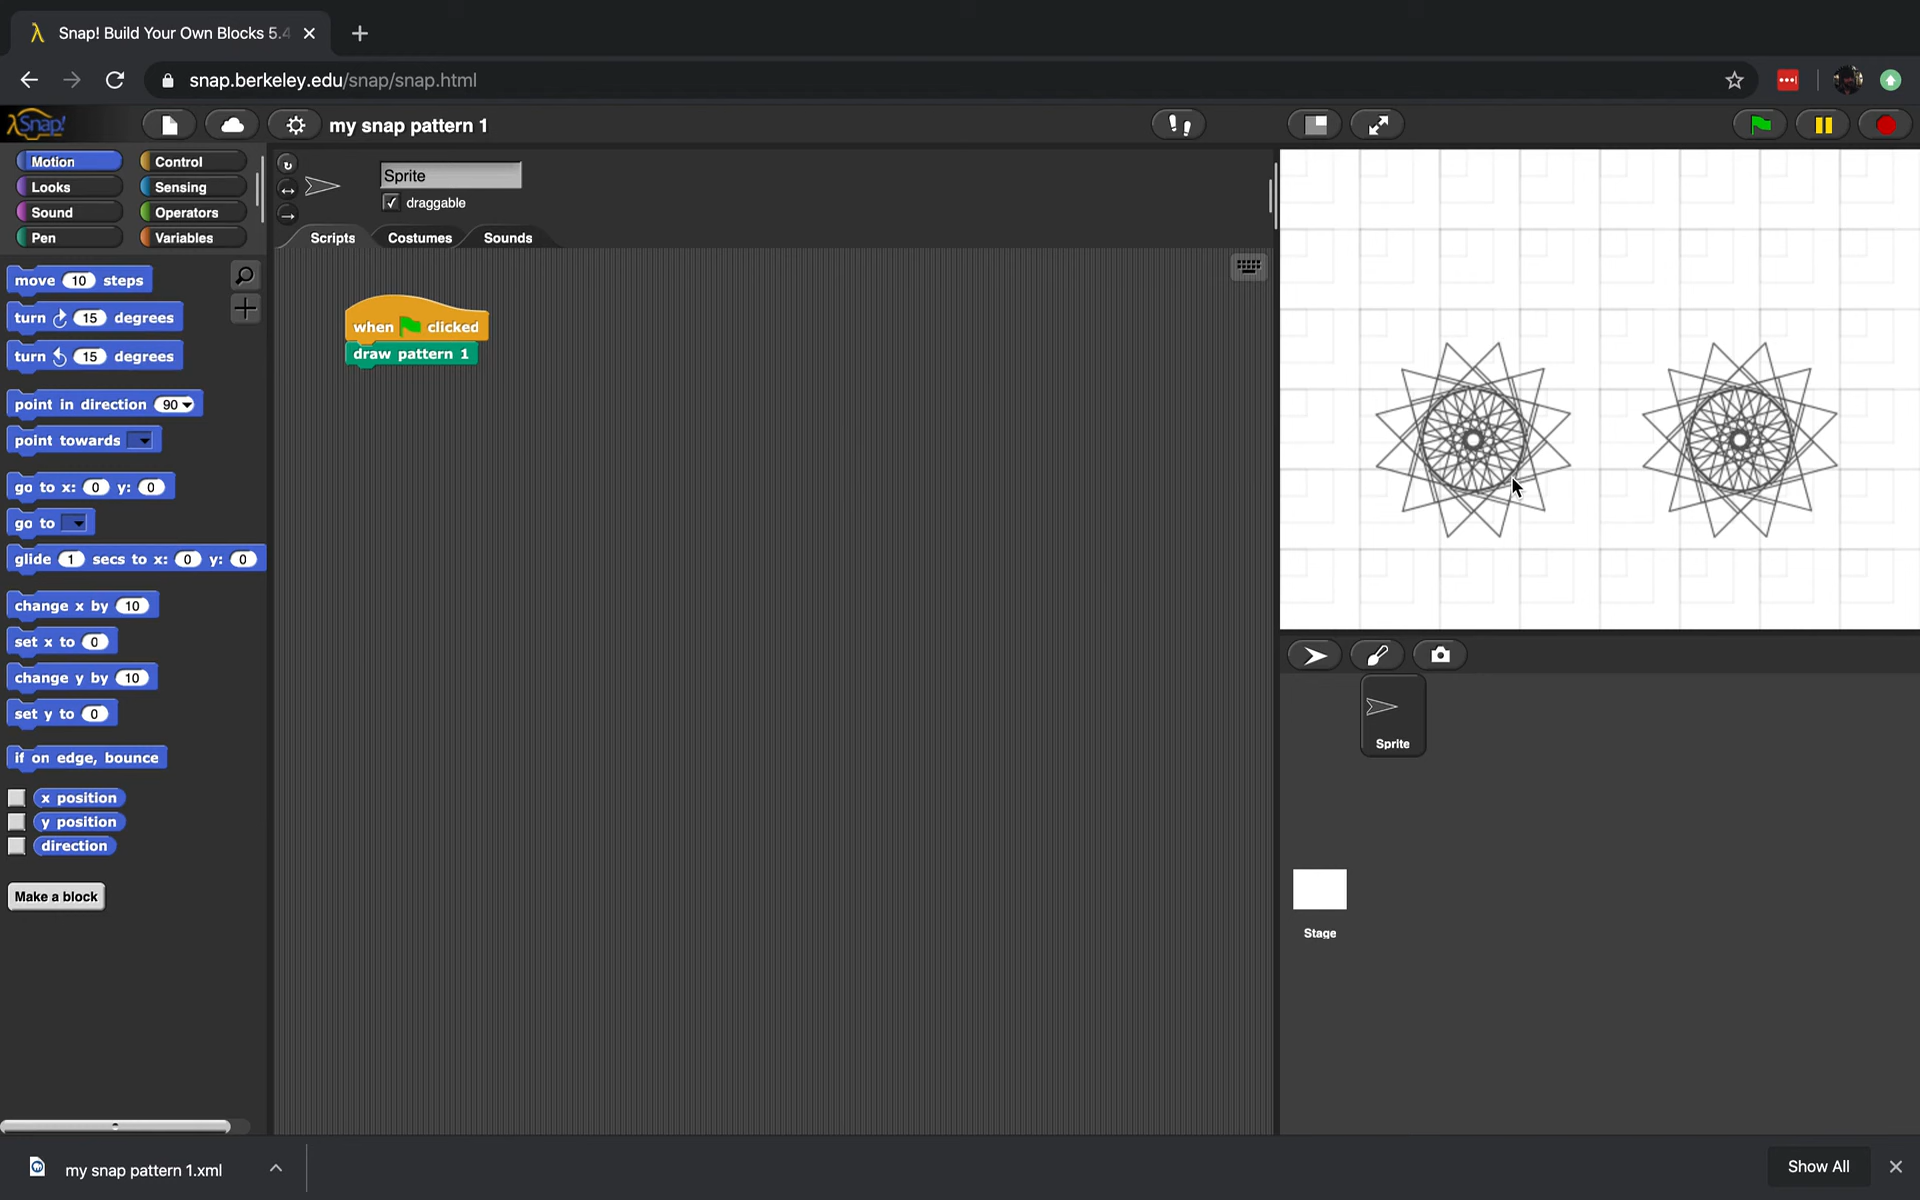 Snap! Build Your Own Blocks 5.4
snap.berkeley.edu/snap/snap.html
Snap!
my snap pattern 1
Motion
Control
Looks
Sensing
Sound
Operators
Pen
Variables
Sprite
draggable
Scripts
Costumes
Sounds
move 10 steps
turn 15 degrees
turn 15 degrees
point in direction 90
point towards
go to x: 0 y: 0
go to
glide 1 secs to x: 0 y: 0
change x by 10
set x to 0
change y by 10
set y to 0
if on edge, bounce
x position
y position
direction
Make a block
when clicked
draw pattern 1
Sprite
Stage
my snap pattern 1.xml
Show All